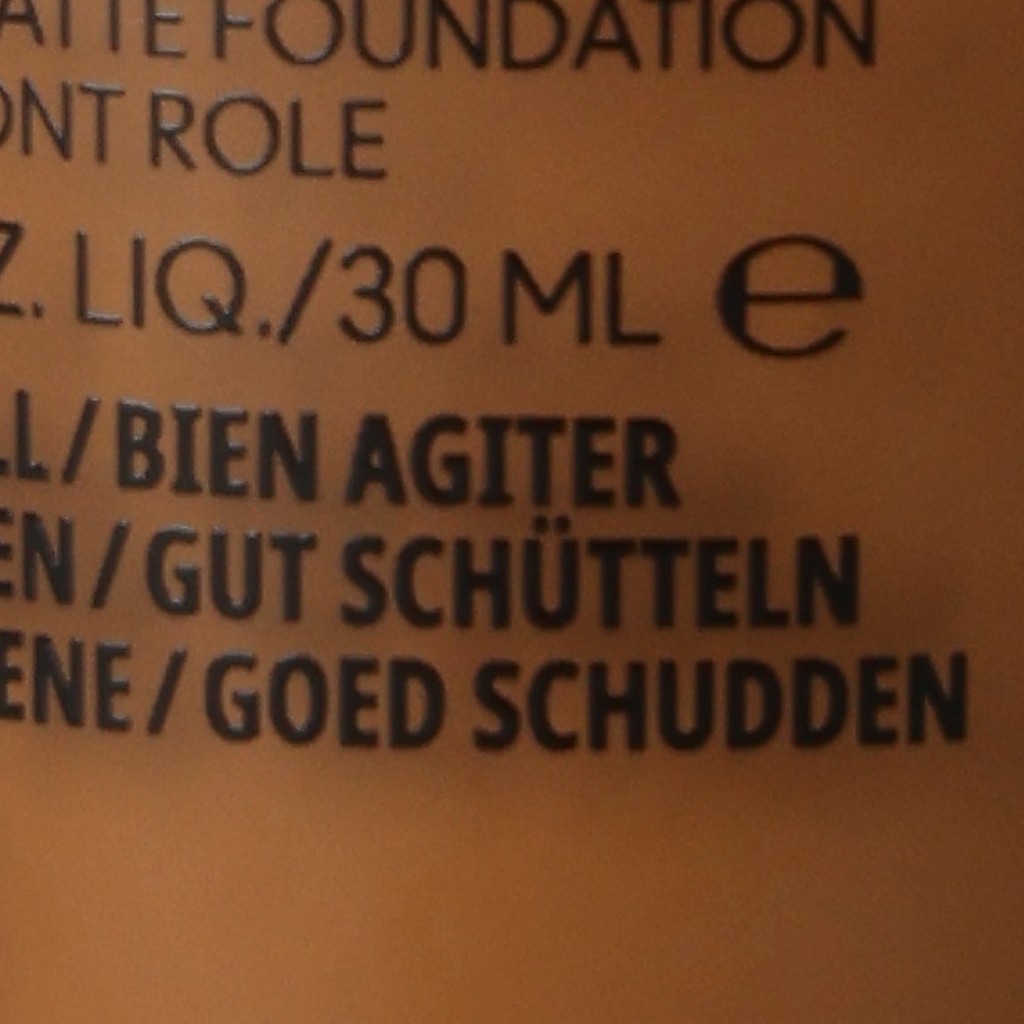 ATTE FOUNDATION
ONT ROLE
Z. LIQ./30 ML e
LL/BIEN AGITER
EN/GUT SCHÜTTELN
ENE/GOED SCHUDDEN